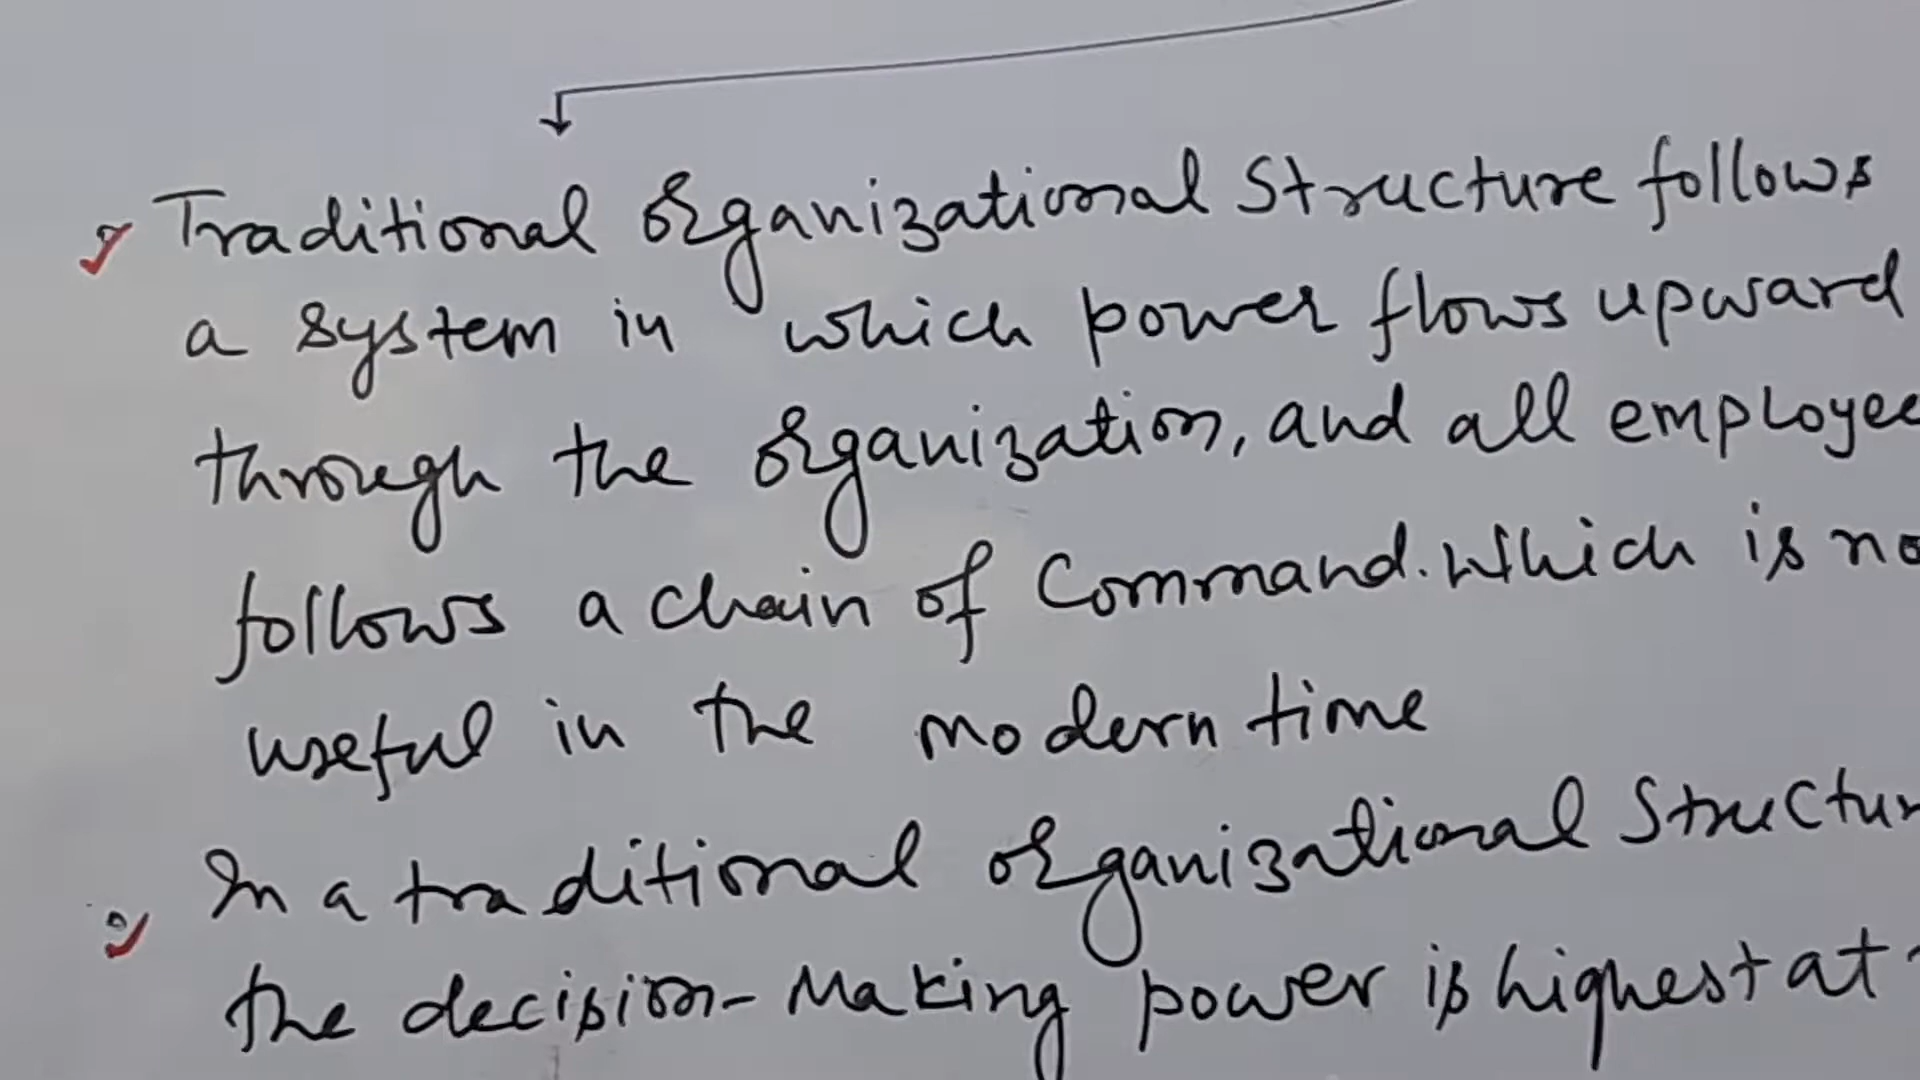 Traditional organizational Structure follows
a system in which power flows upward
through the organization, and all employee
follows a chain of Command. Which is no
useful in the modern time
In a traditional organizational Structur
the decision-Making power is highest at